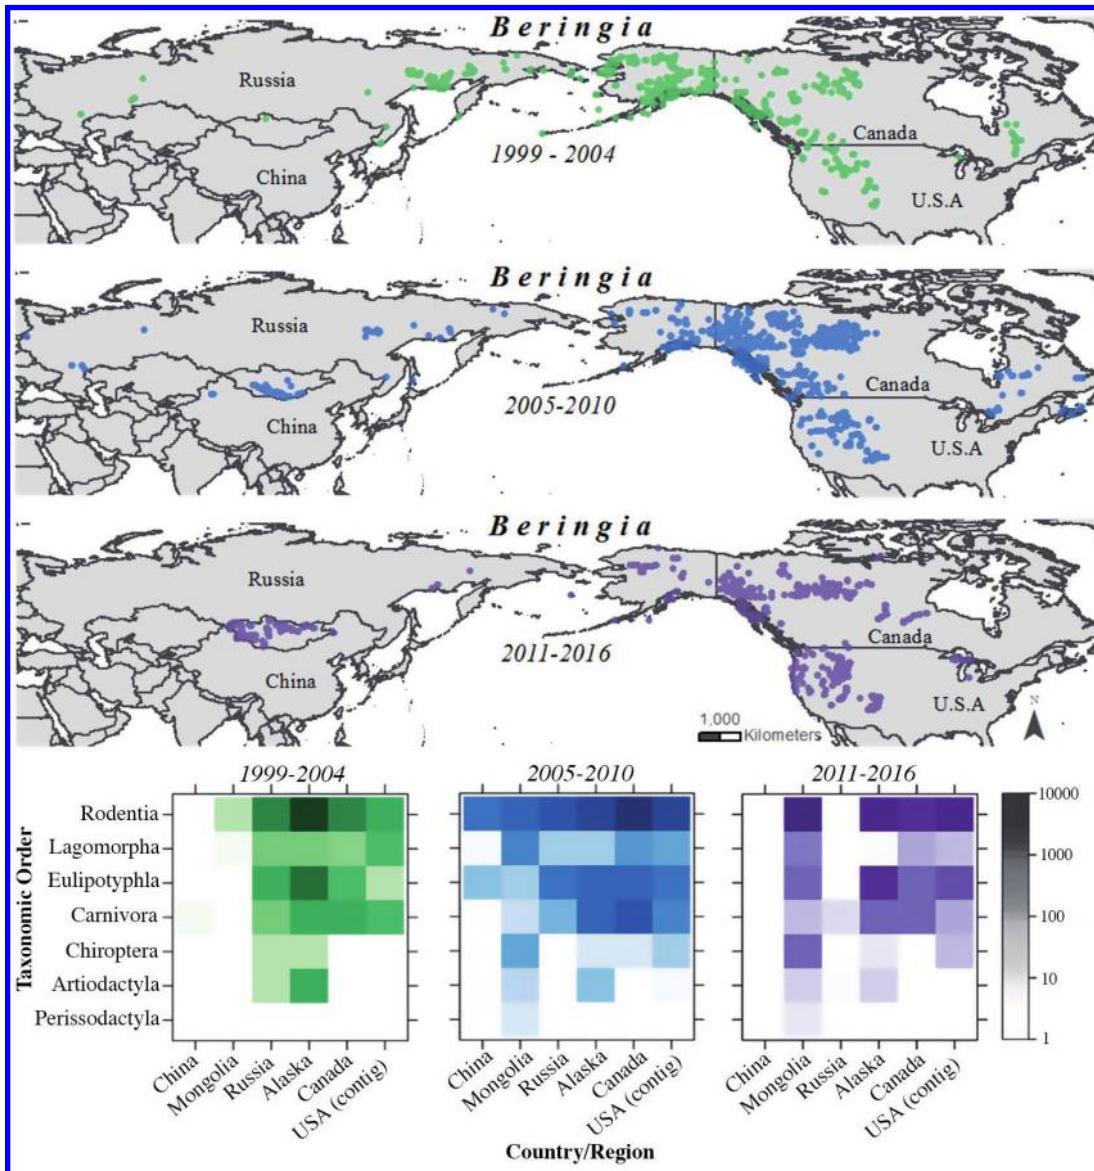 Beringia
Russia
Canada
1999 - 2004
China
U.S.A
Beringia
Russia
Canada
2005-2010
China
U.S.A
Beringia
Russia
Canada
2011-2016
China
U.S.A
N
1,000
Kilometers
1999-2004 2005-2010 2011-2016
Taxonomic Order
Rodentia
Lagomorpha
Eulipotyphla
Carnivora
Chiroptera
Artiodactyla
Perissodactyla
10000
1000
100
10
1
China Mongolia Russia Alaska Canada USA (contig)
China Mongolia Russia Alaska Canada USA (contig)
China Mongolia Russia Alaska Canada USA (contig)
Country/Region